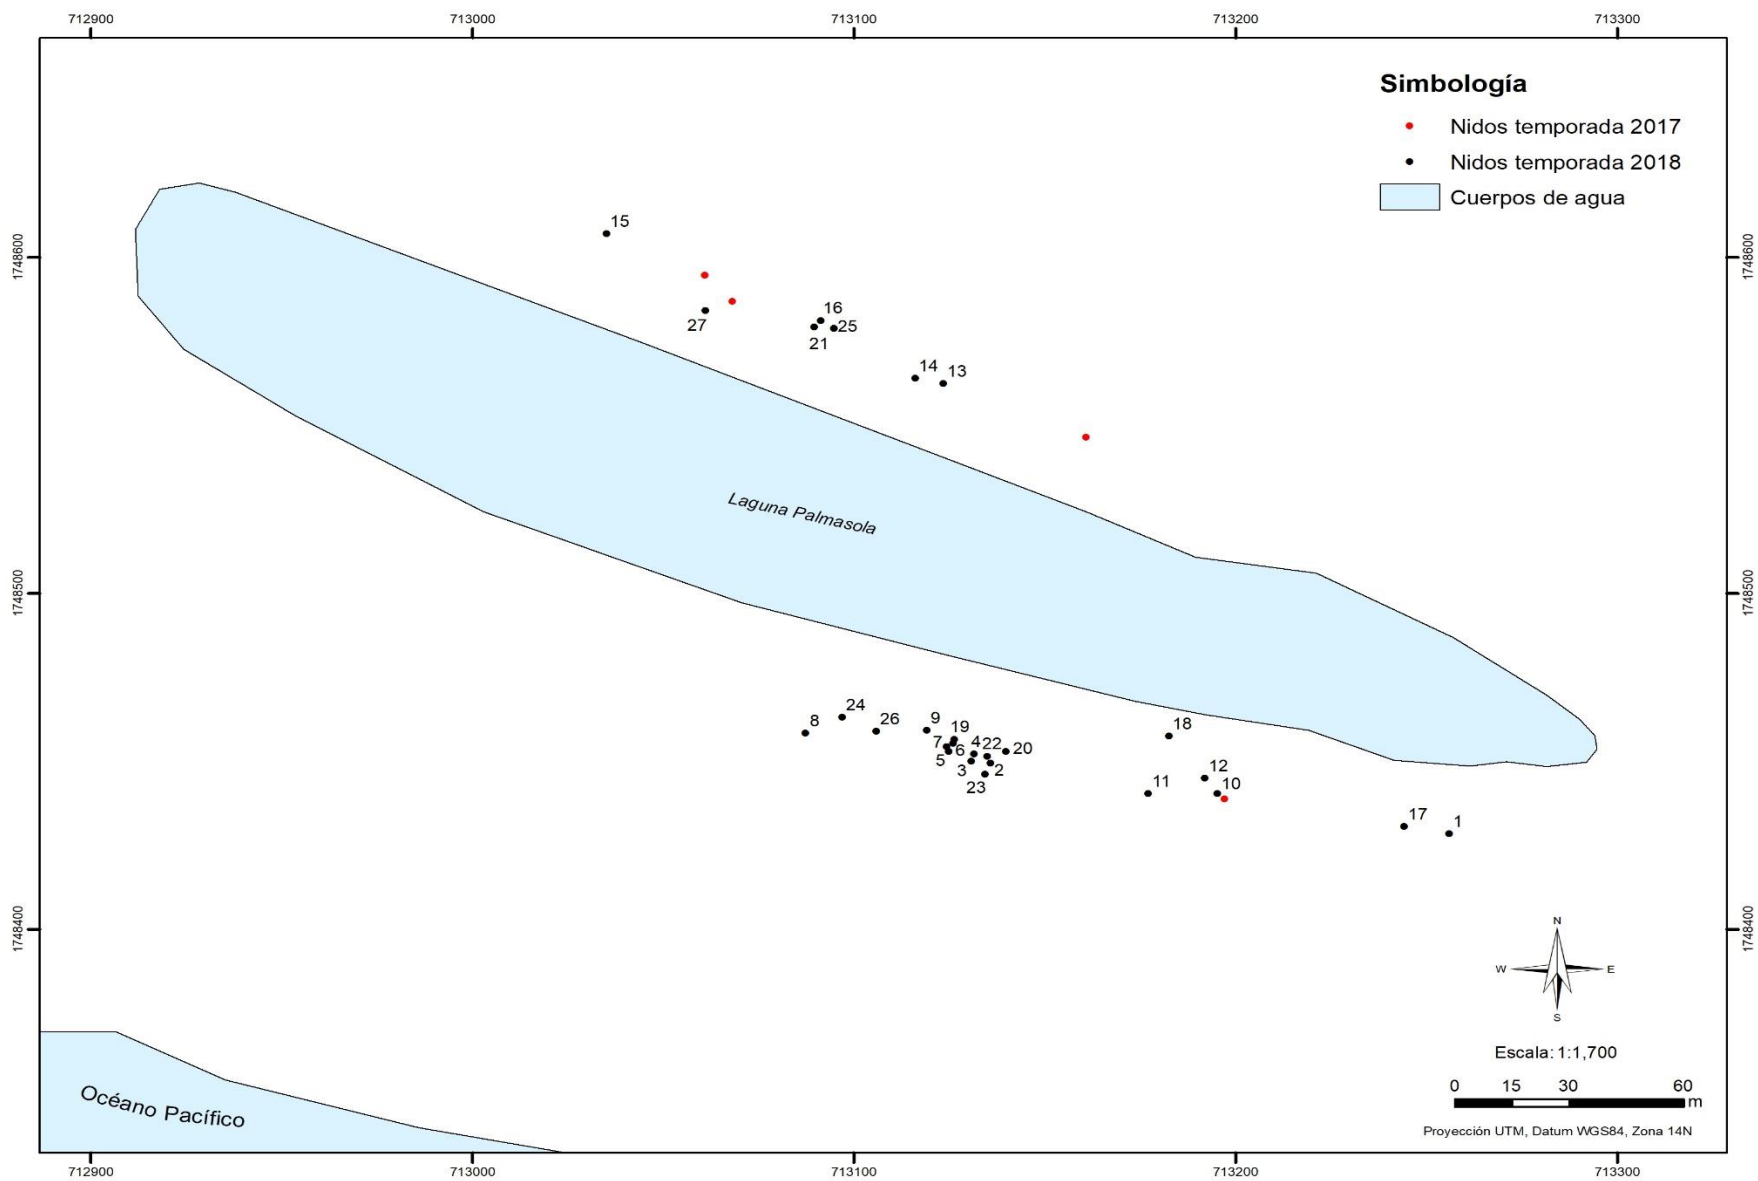 712900 713000 713100 713200 713300
Simbología
Nidos temporada 2017
Nidos temporada 2018
Cuerpos de agua
15
1748600 1748600
27
16
25
21
14 13
Laguna Palmasola
1748500 1748500
8
24
26
9
19
7
6
5
4
22
20
3
2
23
18
12
11 10
17 1
1748400 1748400
N
W E
S
Escala: 1:1,700
0 15 30 60
m
Proyección UTM, Datum WGS84, Zona 14N
Océano Pacífico
712900 713000 713100 713200 713300